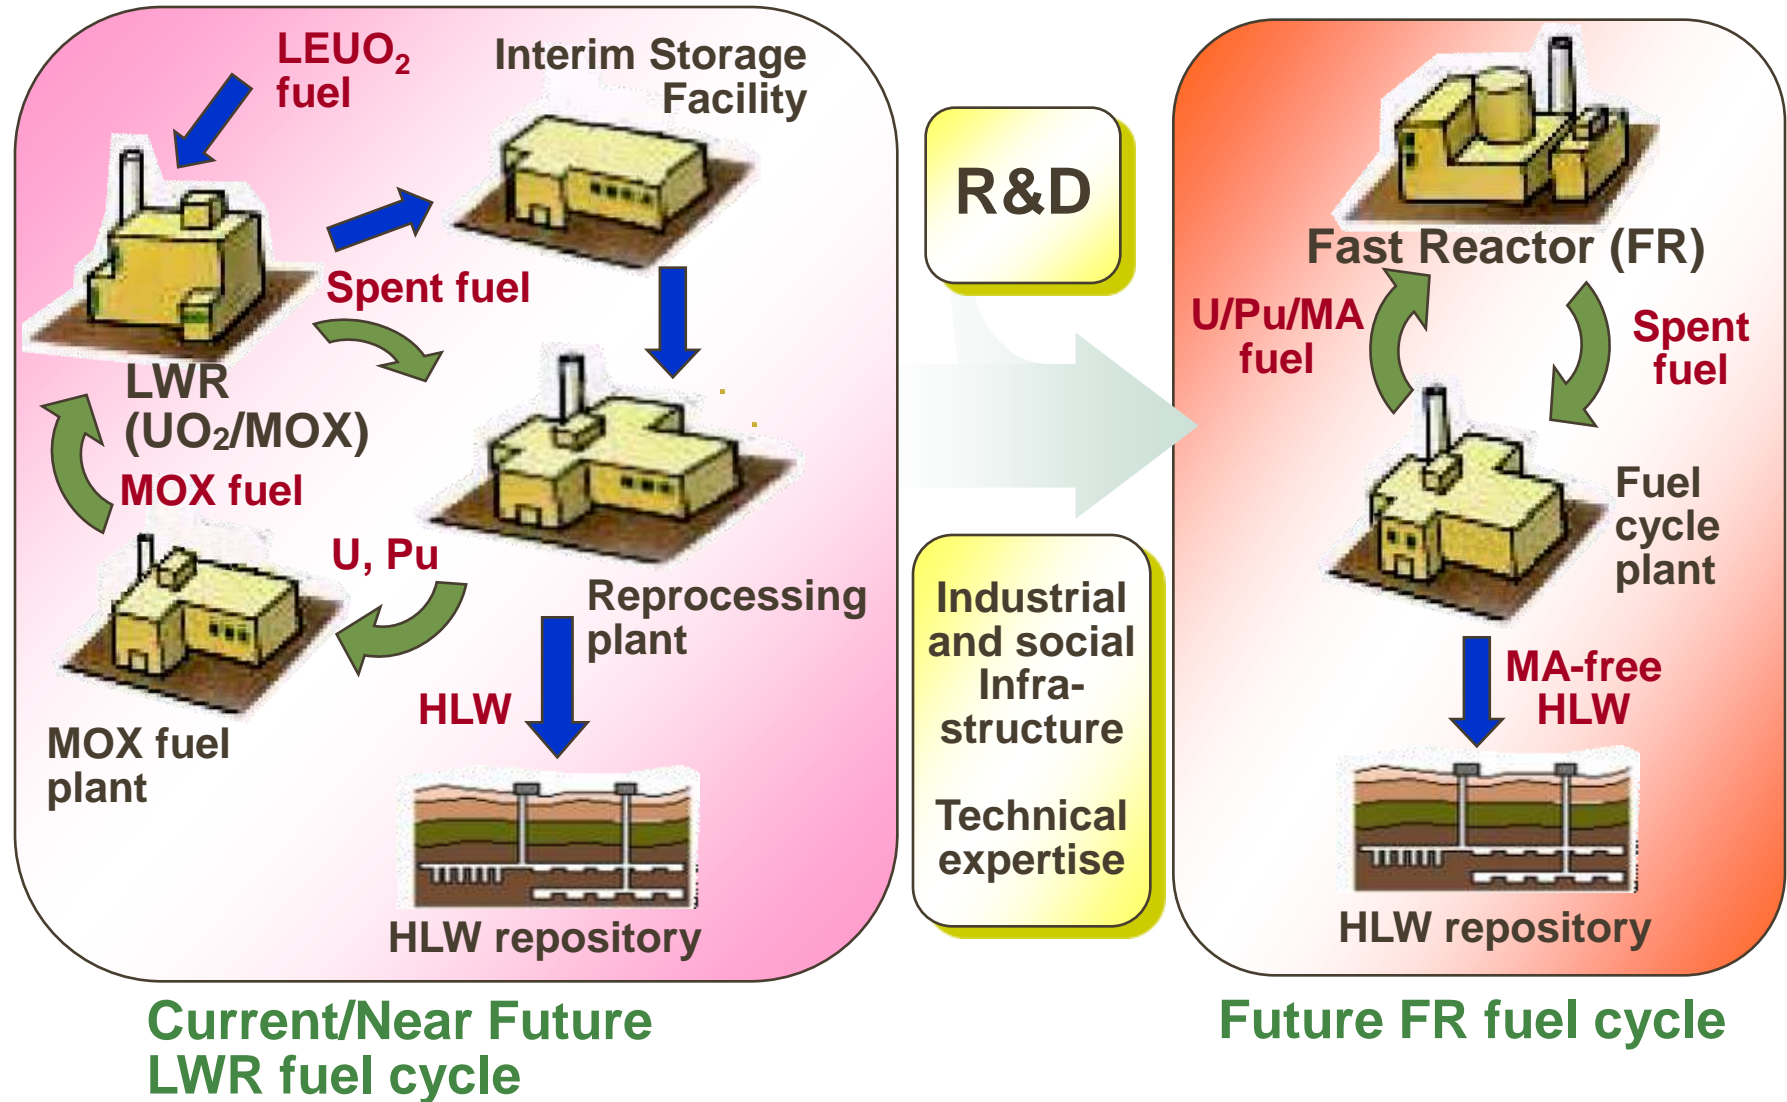 LEUO₂
fuel
Interim Storage
Facility
Spent fuel
LWR
(UO₂/MOX)
MOX fuel
U, Pu
Reprocessing
plant
HLW
MOX fuel
plant
HLW repository
Current/Near Future
LWR fuel cycle
R&D
Industrial
and social
Infra-
structure
Technical
expertise
Fast Reactor (FR)
U/Pu/MA
fuel
Spent
fuel
Fuel
cycle
plant
MA-free
HLW
HLW repository
Future FR fuel cycle